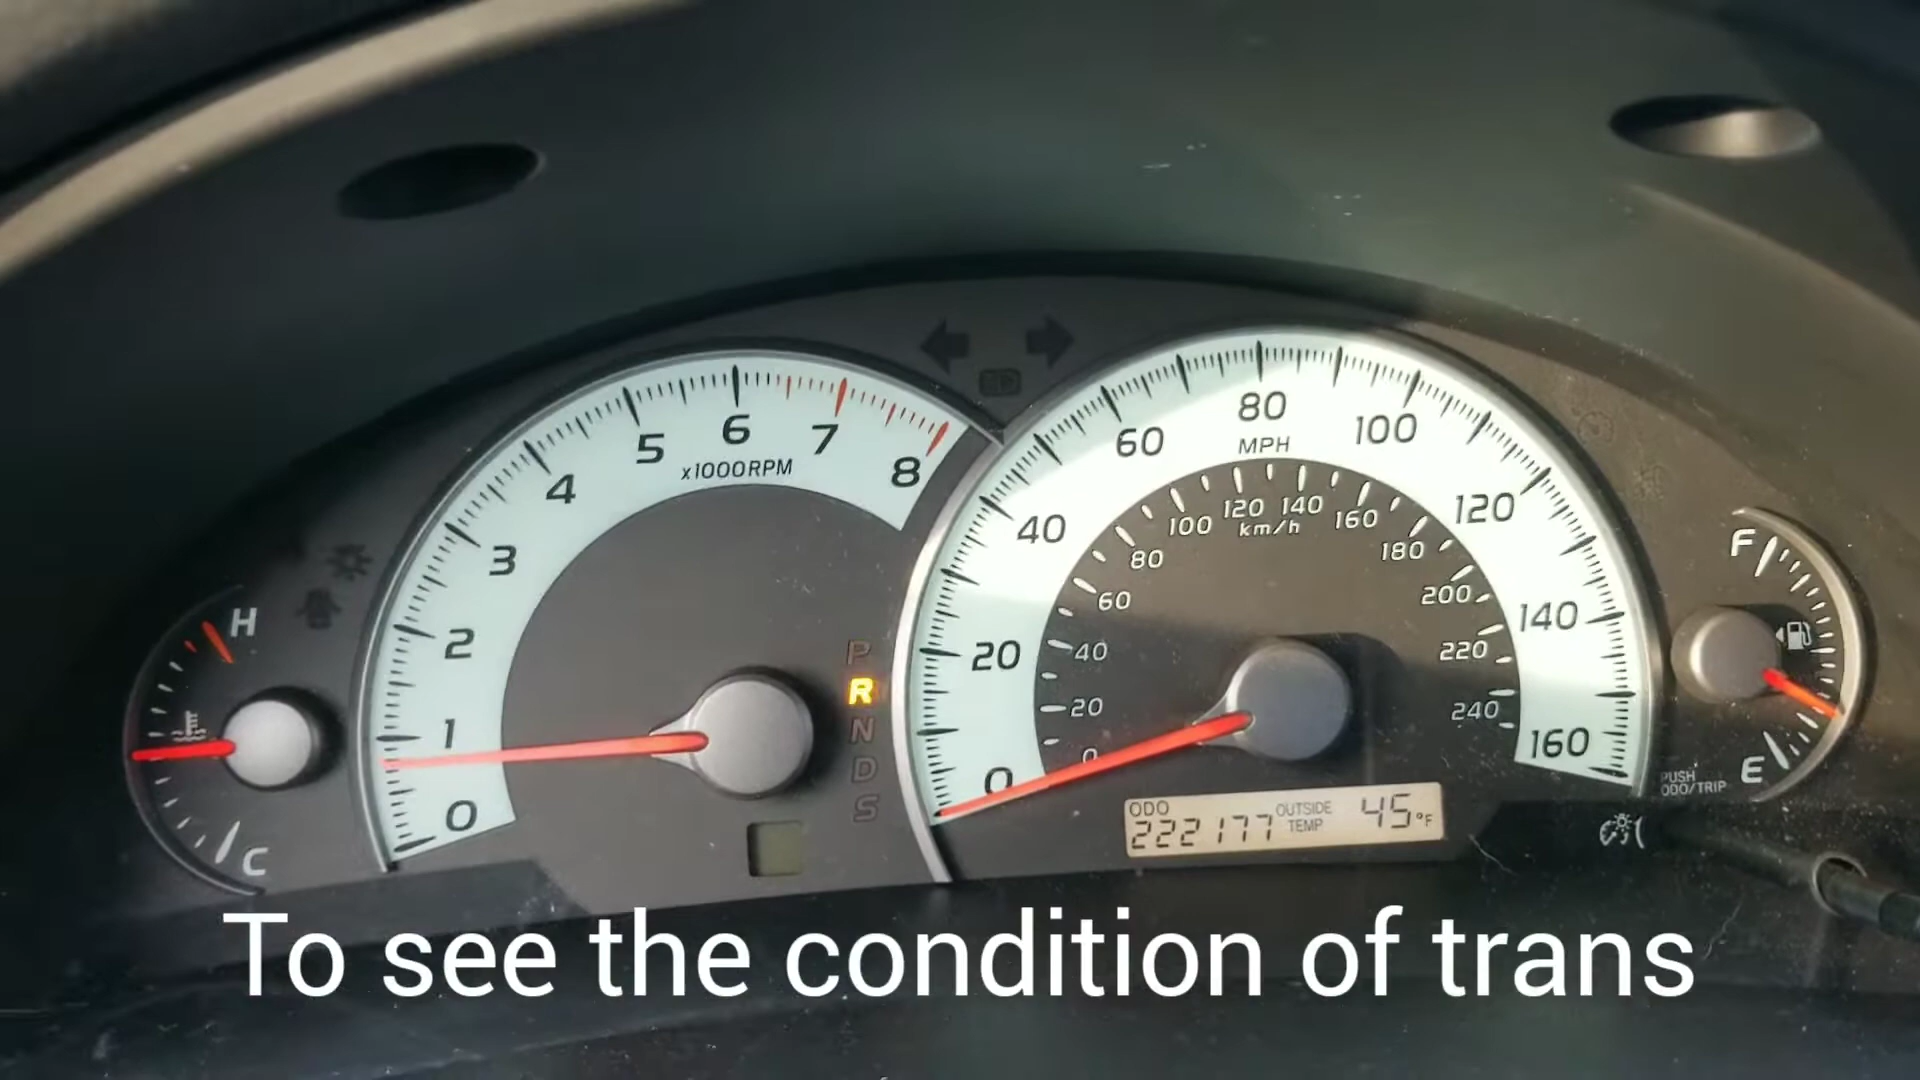 0
1
2
3
4
5
6
7
8
x1000RPM
H
C
P
R
N
D
S
0
20
40
60
80
100
120
140
160
MPH
0
20
40
60
80
100
120
140
160
180
200
220
240
km/h
ODO
222177
OUTSIDE
TEMP
45°F
F
E
PUSH
ODO/TRIP
To see the condition of trans